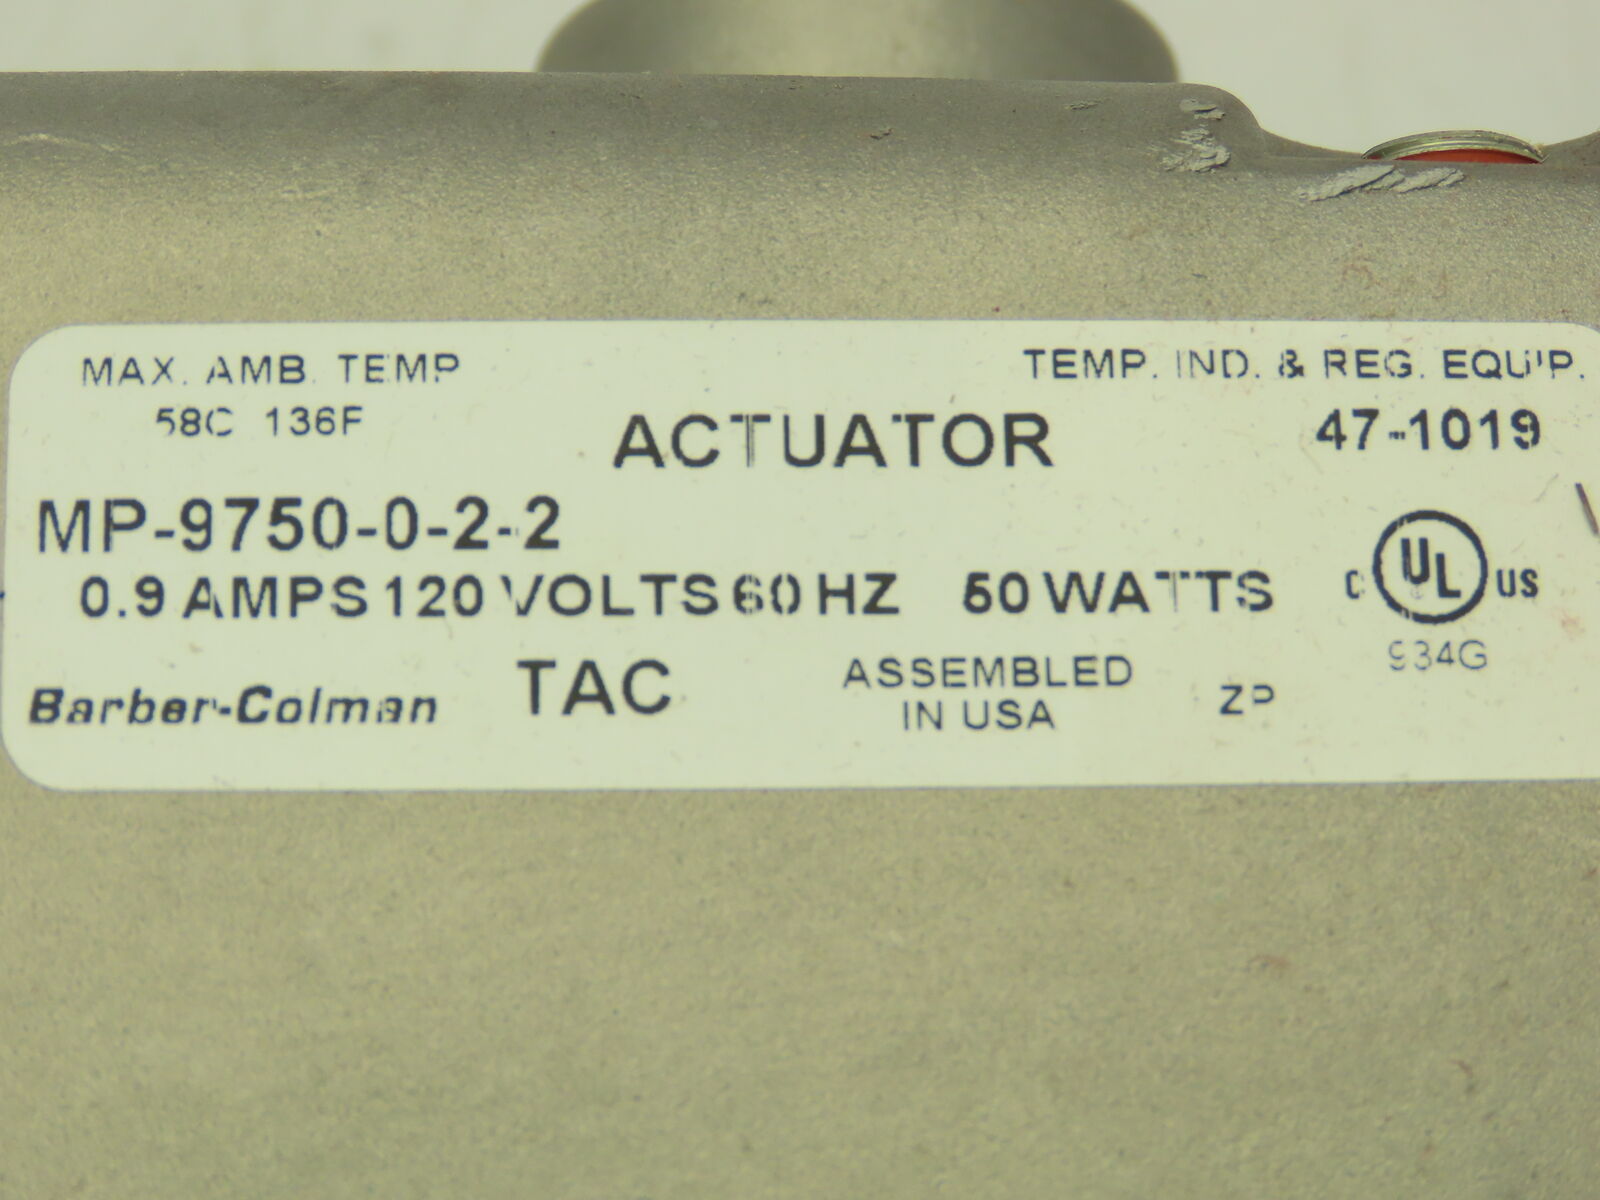 MAX. AMB. TEMP
58C 136F
TEMP. IND. & REG. EQUIP.
47-1019
ACTUATOR
MP-9750-0-2-2
0.9 AMPS 120 VOLTS 60 HZ 50 WATTS
C UL US
934G
Barber-Colman
TAC
ASSEMBLED
IN USA
ZP